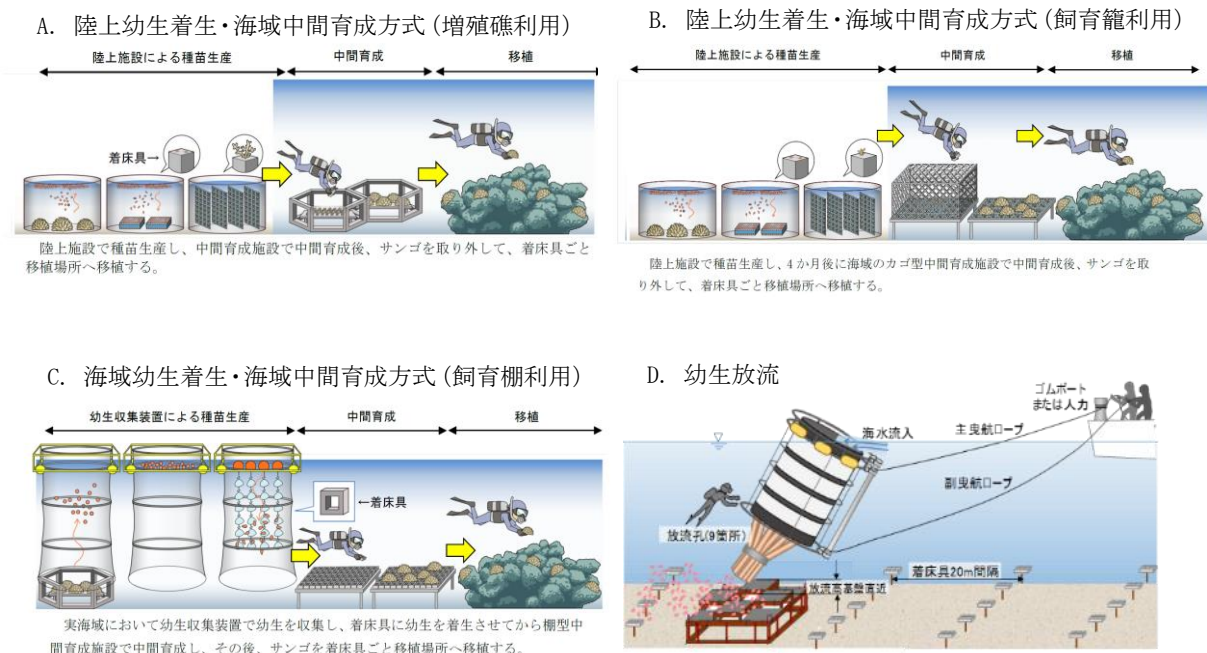 A. 陸上幼生着生・海域中間育成方式(増殖礁利用)
陸上施設による種苗生産
中間育成
移植
着床具→
陸上施設で種苗生産し、中間育成施設で中間育成後、サンゴを取り外して、着床具ごと
移植場所へ移植する。
B. 陸上幼生着生・海域中間育成方式(飼育籠利用)
陸上施設による種苗生産
中間育成
移植
陸上施設で種苗生産し、4か月後に海域のカゴ型中間育成施設で中間育成後、サンゴを取
り外して、着床具ごと移植場所へ移植する。
C. 海域幼生着生・海域中間育成方式(飼育棚利用)
幼生収集装置による種苗生産
中間育成
移植
←着床具
実海域において幼生収集装置で幼生を収集し、着床具に幼生を着生させてから棚型中
間育成施設で中間育成し、その後、サンゴを着床具ごと移植場所へ移植する。
D. 幼生放流
ゴムボート
または人力
海水流入
主曳航ロープ
副曳航ロープ
放流孔(9箇所)
着床具20m間隔
放流高基盤直近